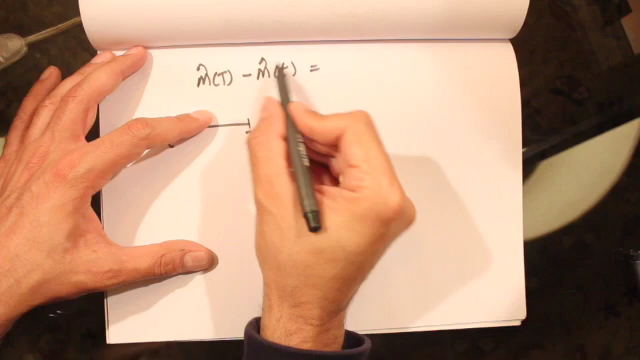 m̂(T) - m̂(t) =